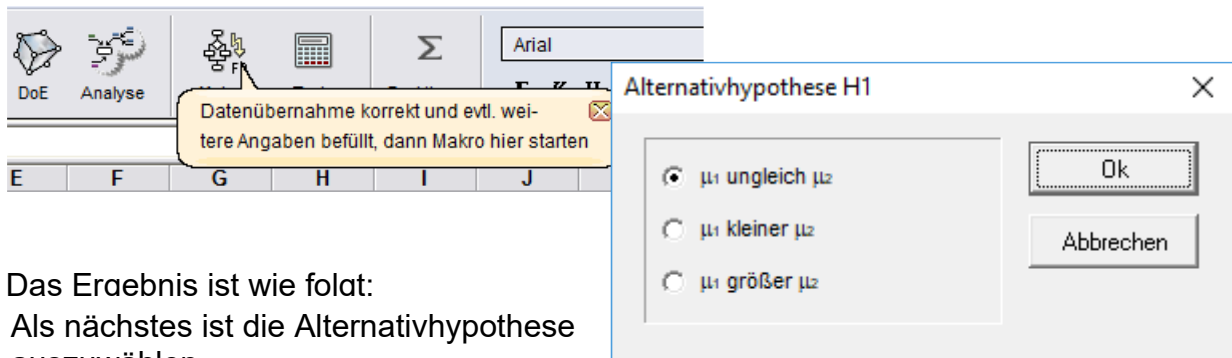 DoE
Analyse
F
Arial
F K U
Datenübernahme korrekt und evtl. wei-
tere Angaben befüllt, dann Makro hier starten
E F G H I J
Alternativhypothese H1
µ1 ungleich µ2
µ1 kleiner µ2
µ1 größer µ2
Ok
Abbrechen
Das Ergebnis ist wie folgt:
Als nächstes ist die Alternativhypothese
auszuwählen